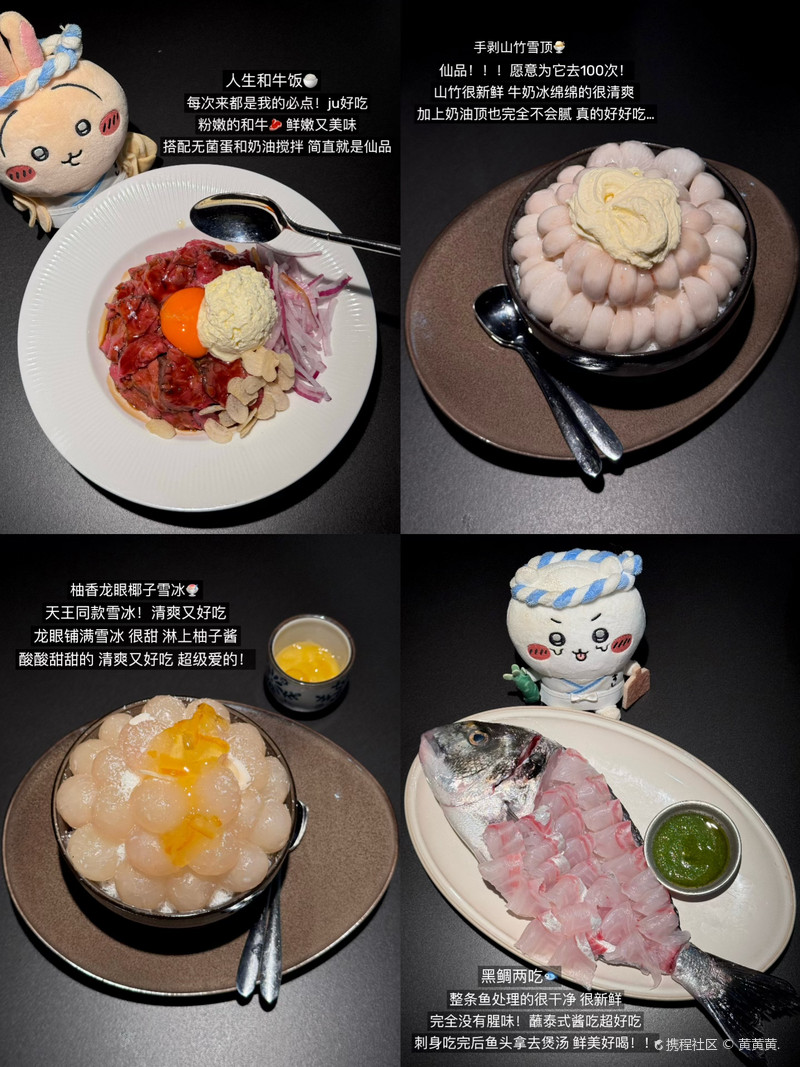 人生和牛饭🍚
每次来都是我的必点！ju好吃
粉嫩的和牛🥩 鲜嫩又美味
搭配无菌蛋和奶油搅拌 简直就是仙品
手剥山竹雪顶🍨
仙品！！！愿意为它去100次！
山竹很新鲜 牛奶冰绵绵的很清爽
加上奶油顶也完全不会腻 真的好好吃…
柚香龙眼椰子雪冰🍧
天王同款雪冰！清爽又好吃
龙眼铺满雪冰 很甜 淋上柚子酱
酸酸甜甜的 清爽又好吃 超级爱的！
黑鲷两吃🐟
整条鱼处理的很干净 很新鲜
完全没有腥味！蘸泰式酱吃超好吃
刺身吃完后鱼头拿去煲汤 鲜美好喝！！
携程社区 © 黄黄黄.